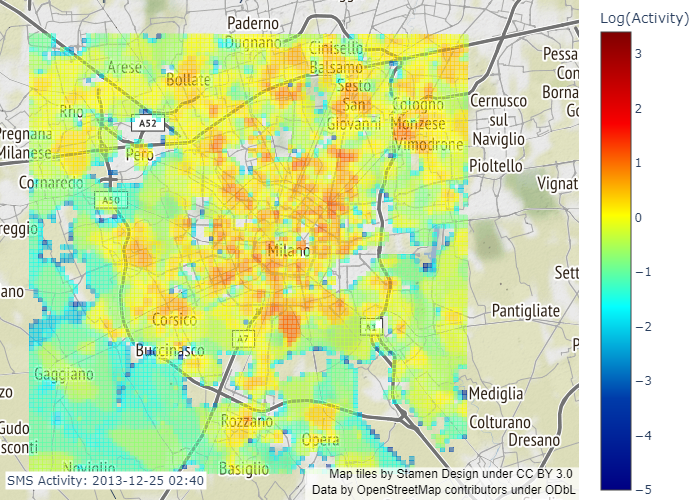 Log(Activity)
Paderno
Dugnano
Cinisello
Balsamo
Arese
Bollate
Sesto
San
Giovanni
Cologno
Monzese
Vimodrone
Cernusco
sul
Naviglio
Pessa
Con
Borna
Go
Rho
A52
Pregnana
Milanese
Pero
Pioltello
Cornaredo
A50
Vignat
reggio
Milano
Sett
ano
Pantigliate
Corsico
A7
A1
P
Buccinasco
Gaggiano
zo
Mediglia
Gudo
sconti
Rozzano
Opera
Colturano
Dresano
Noviglio
Basiglio
SMS Activity: 2013-12-25 02:40
Map tiles by Stamen Design under CC BY 3.0
Data by OpenStreetMap contributors under ODbL
3
2
1
0
−1
−2
−3
−4
−5